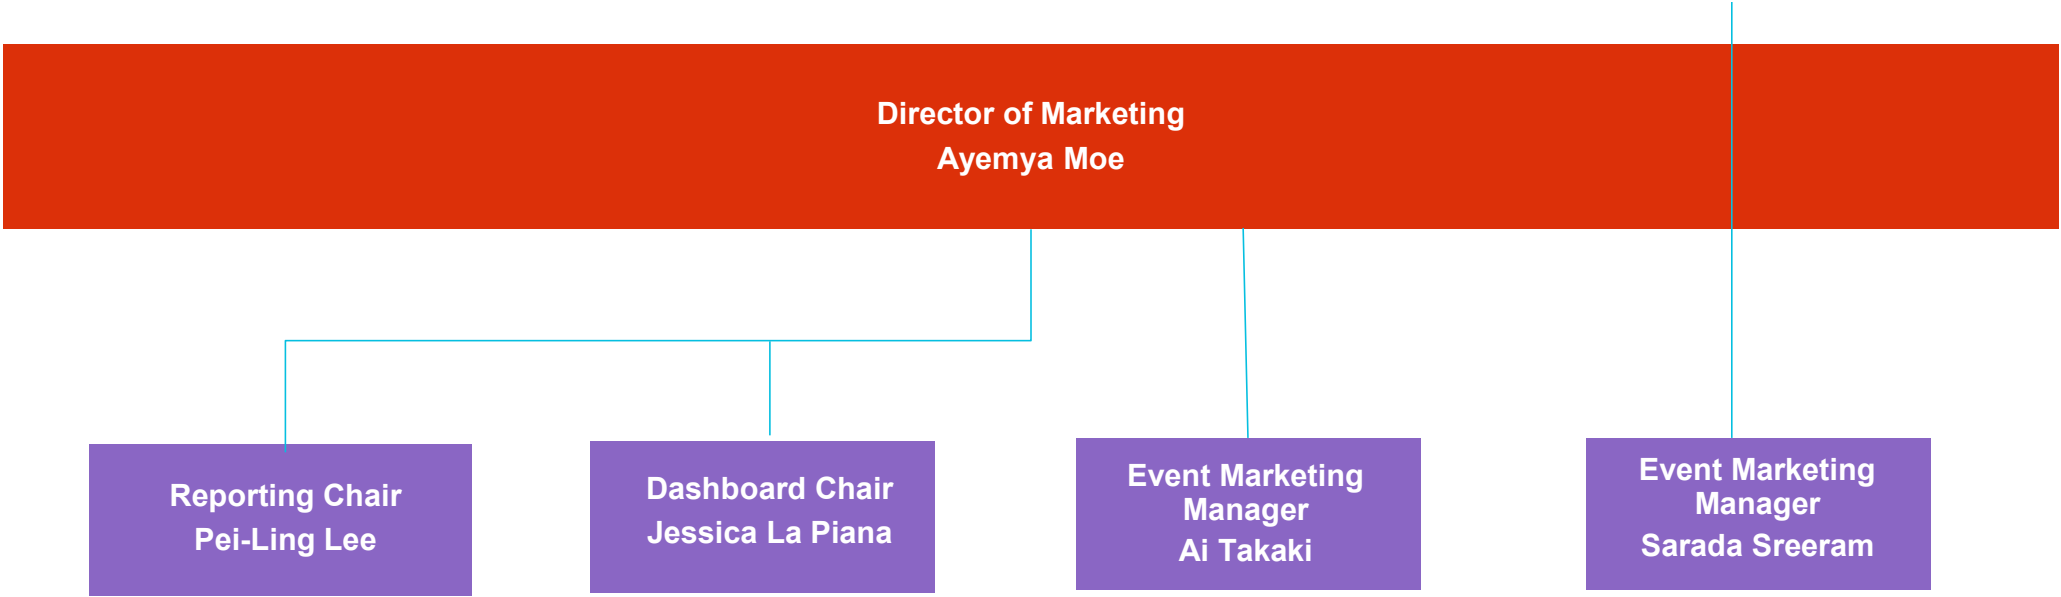 Director of Marketing
Ayemya Moe
Reporting Chair
Pei-Ling Lee
Dashboard Chair
Jessica La Piana
Event Marketing
Manager
Ai Takaki
Event Marketing
Manager
Sarada Sreeram